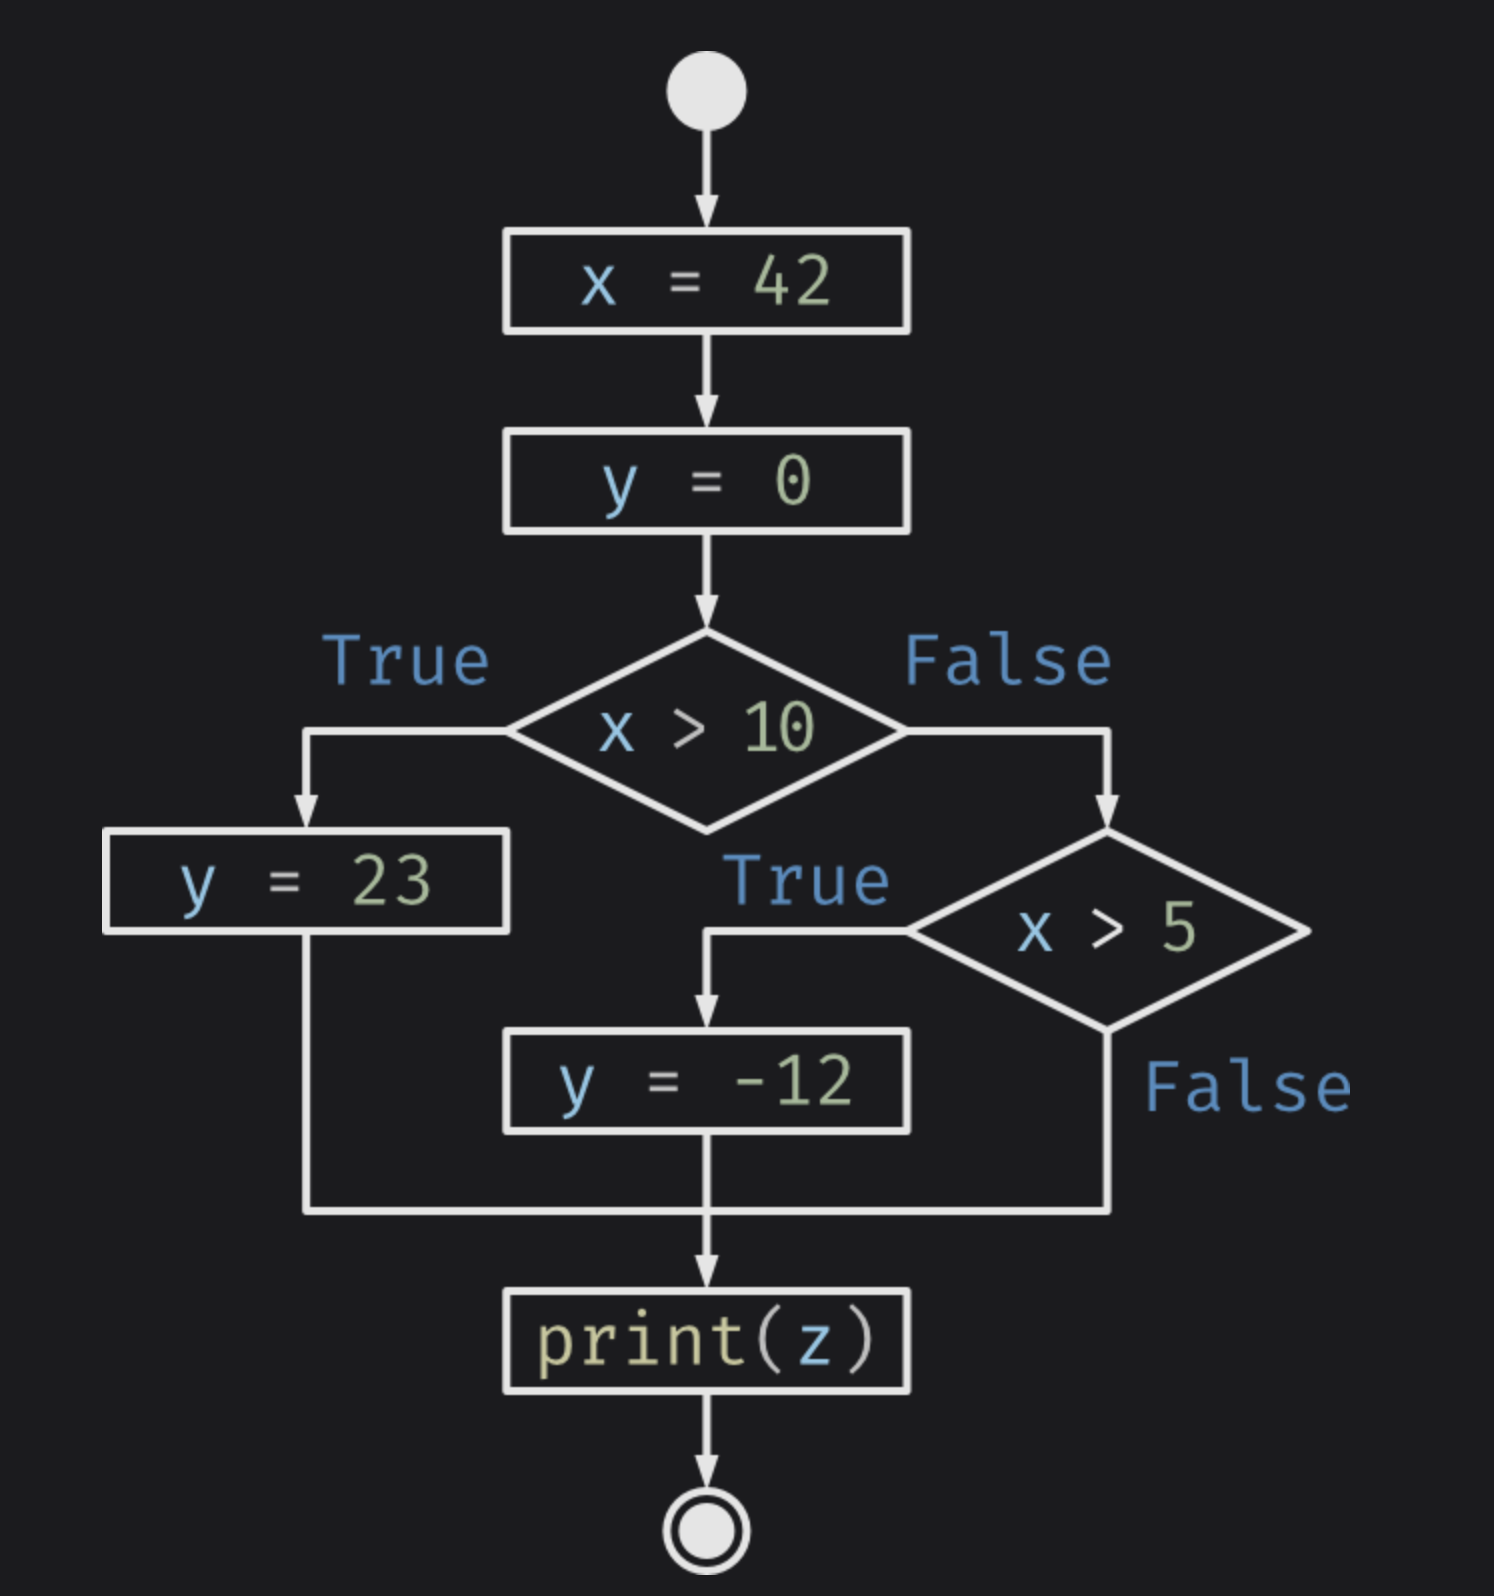 x = 42
y = 0
True
False
x > 10
y = 23
True
x > 5
y = -12
False
print(z)